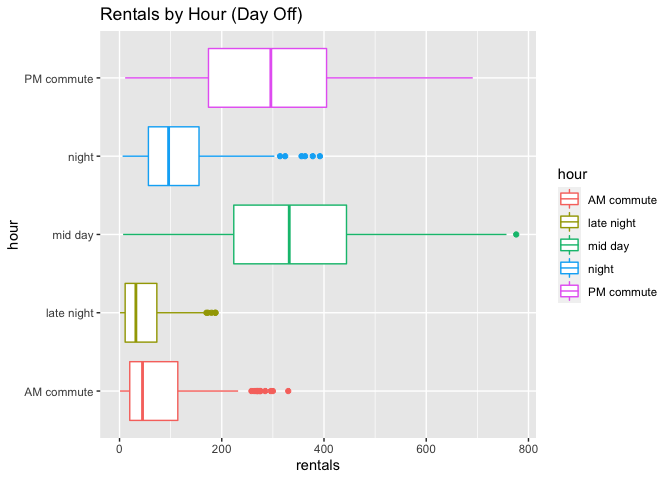 Rentals by Hour (Day Off)
PM commute
night
mid day
late night
AM commute
hour
0
200
400
600
800
rentals
hour
AM commute
late night
mid day
night
PM commute